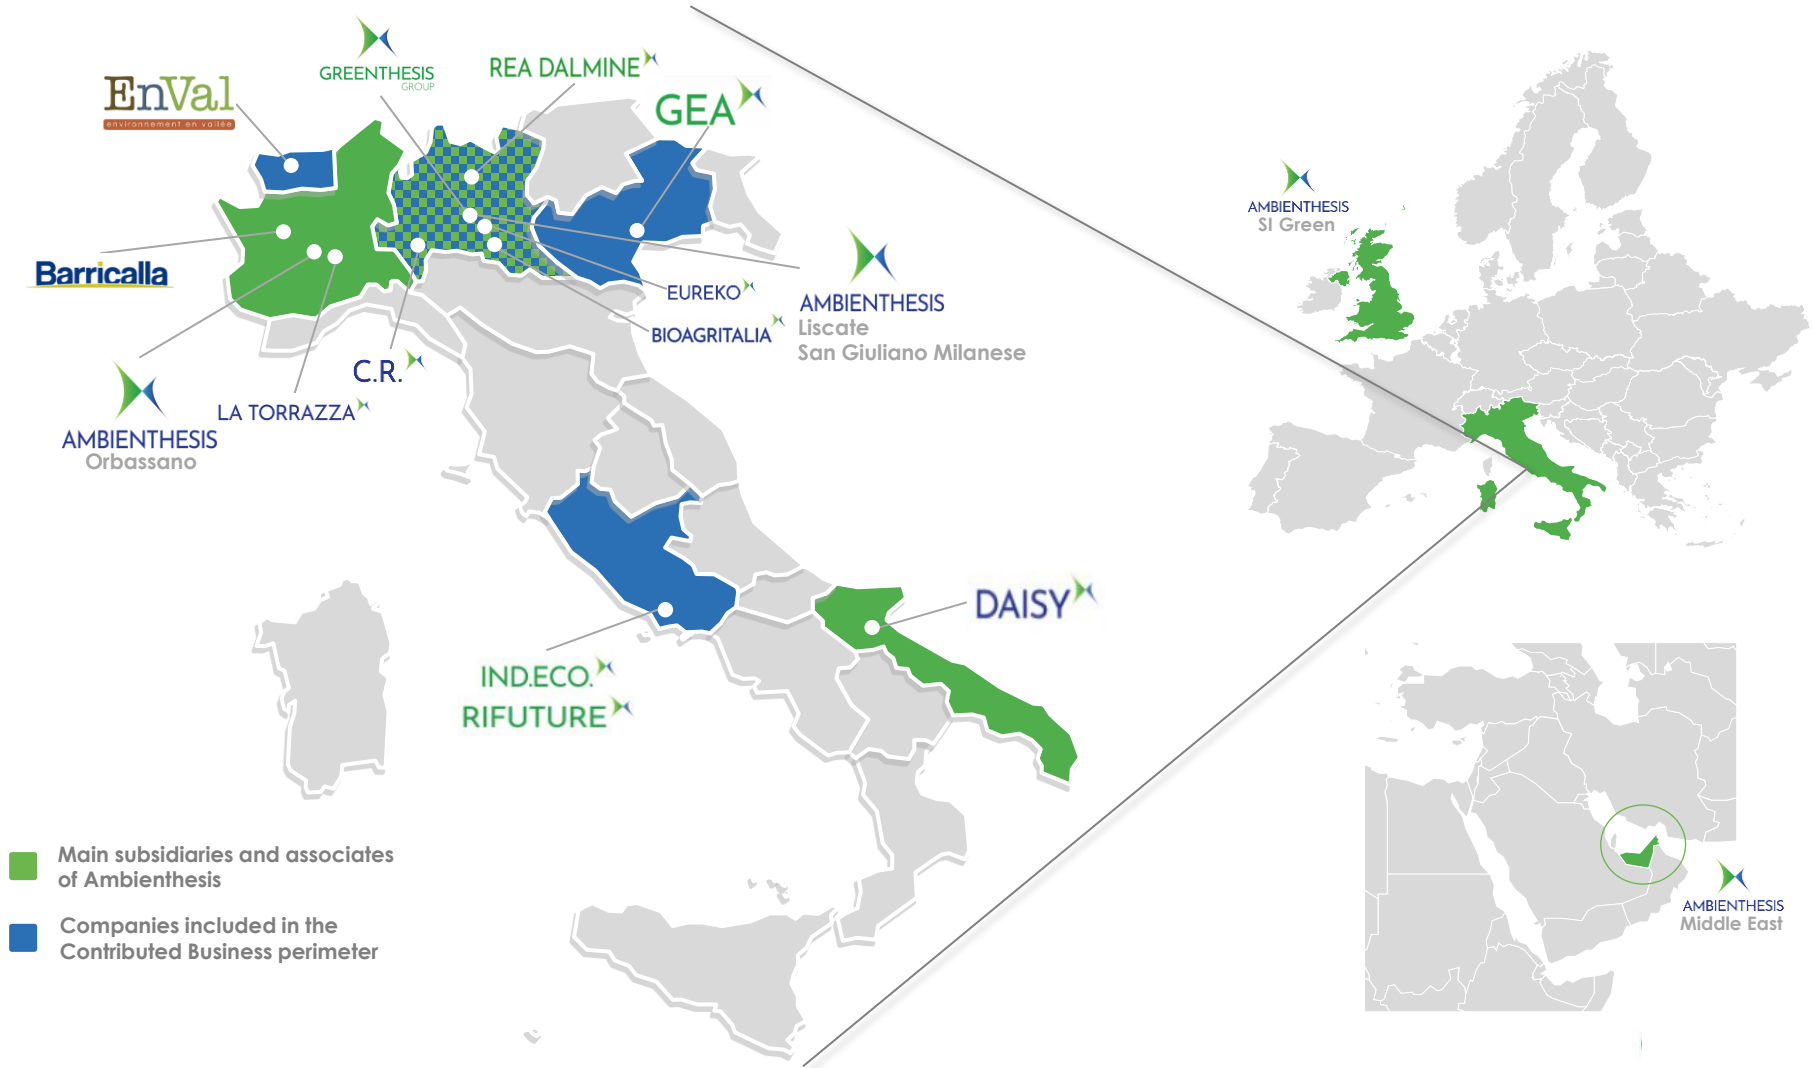 EnVal
environnement en vallée
GREENTHESIS
GROUP
REA DALMINE
GEA
Barricalla
AMBIENTHESIS
Orbassano
LA TORRAZZA
C.R.
EUREKO
BIOAGRITALIA
AMBIENTHESIS
Liscate
San Giuliano Milanese
IND.ECO.
RIFUTURE
DAISY
AMBIENTHESIS
SI Green
AMBIENTHESIS
Middle East
Main subsidiaries and associates
of Ambienthesis
Companies included in the
Contributed Business perimeter